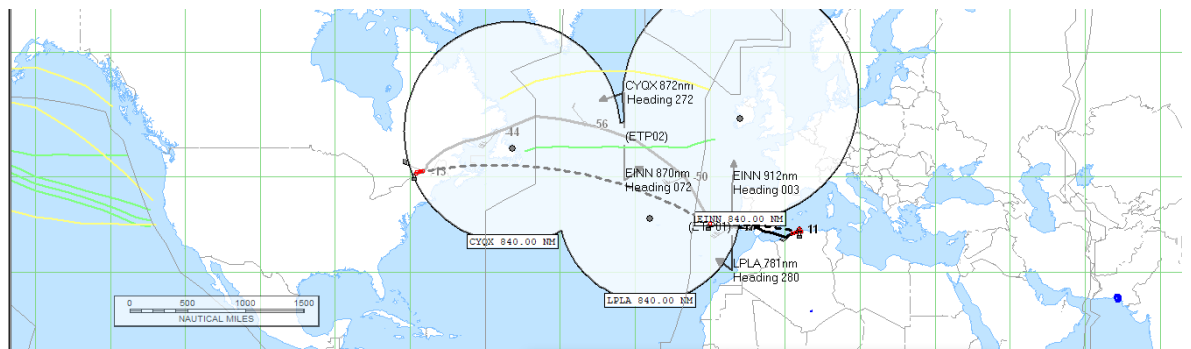 CYQX 872nm
Heading 272
-56
-44
(ETP02)
-13
EINN 870nm
Heading 072
-50
EINN 912nm
Heading 003
EINN 840.00 NM
(ETP01)
11
CYQX 840.00 NM
LPLA 781nm
Heading 280
LPLA 840.00 NM
0 500 1000 1500
NAUTICAL MILES